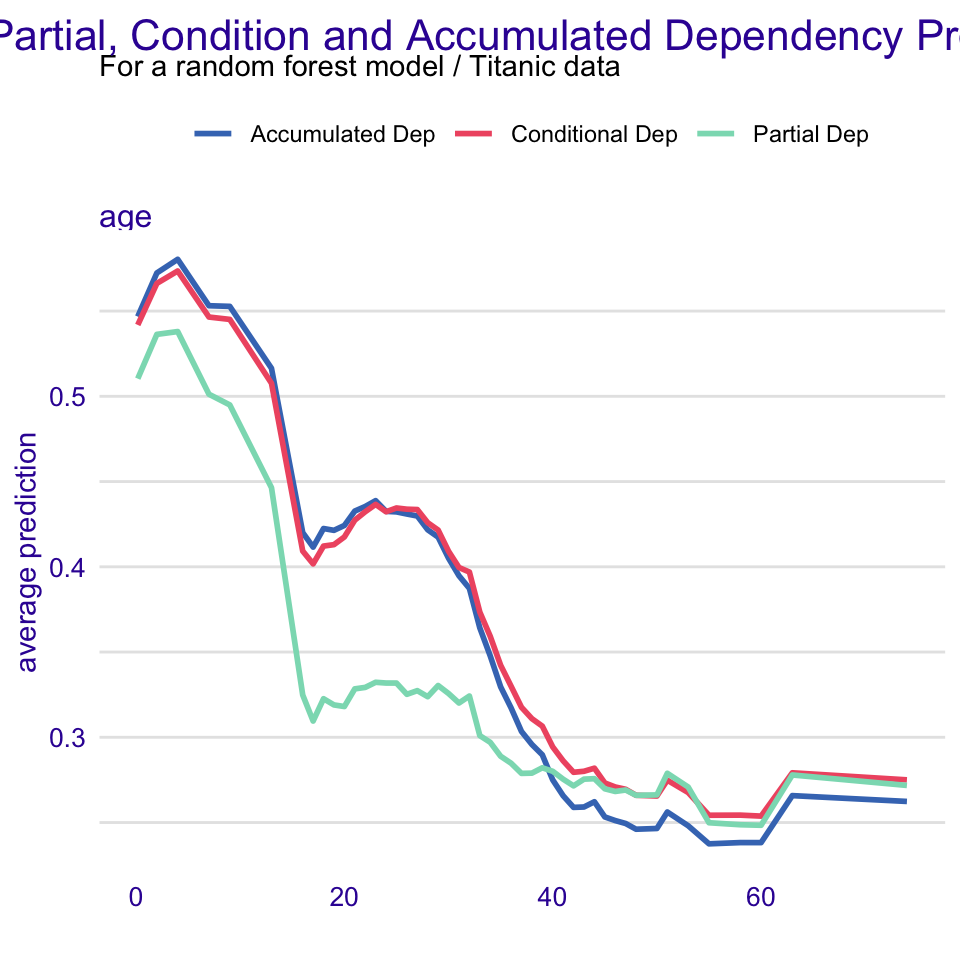 Partial, Condition and Accumulated Dependency
For a random forest model / Titanic data
Accumulated Dep Conditional Dep Partial Dep
age
average prediction
0.5
0.4
0.3
0 20 40 60